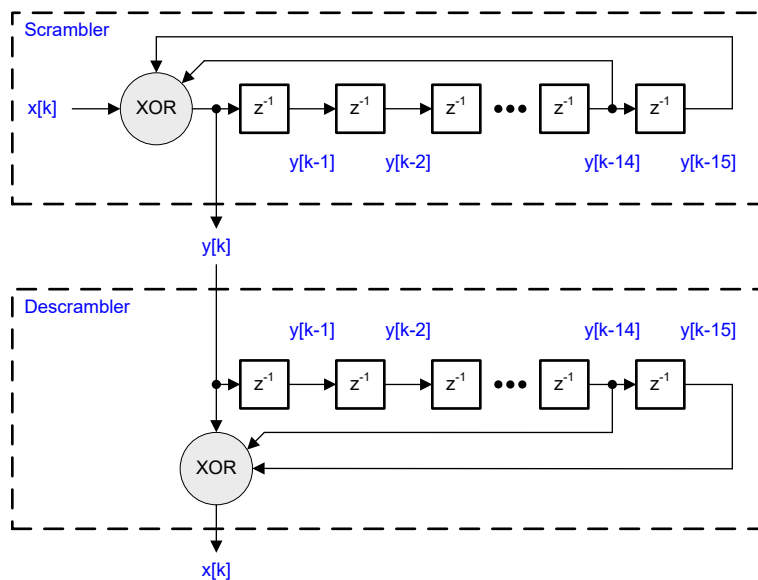 Scrambler
x[k]
XOR
z-1
z-1
z-1
z-1
z-1
y[k-1]
y[k-2]
y[k-14]
y[k-15]
y[k]
Descrambler
y[k-1]
y[k-2]
y[k-14]
y[k-15]
z-1
z-1
z-1
z-1
z-1
XOR
x[k]